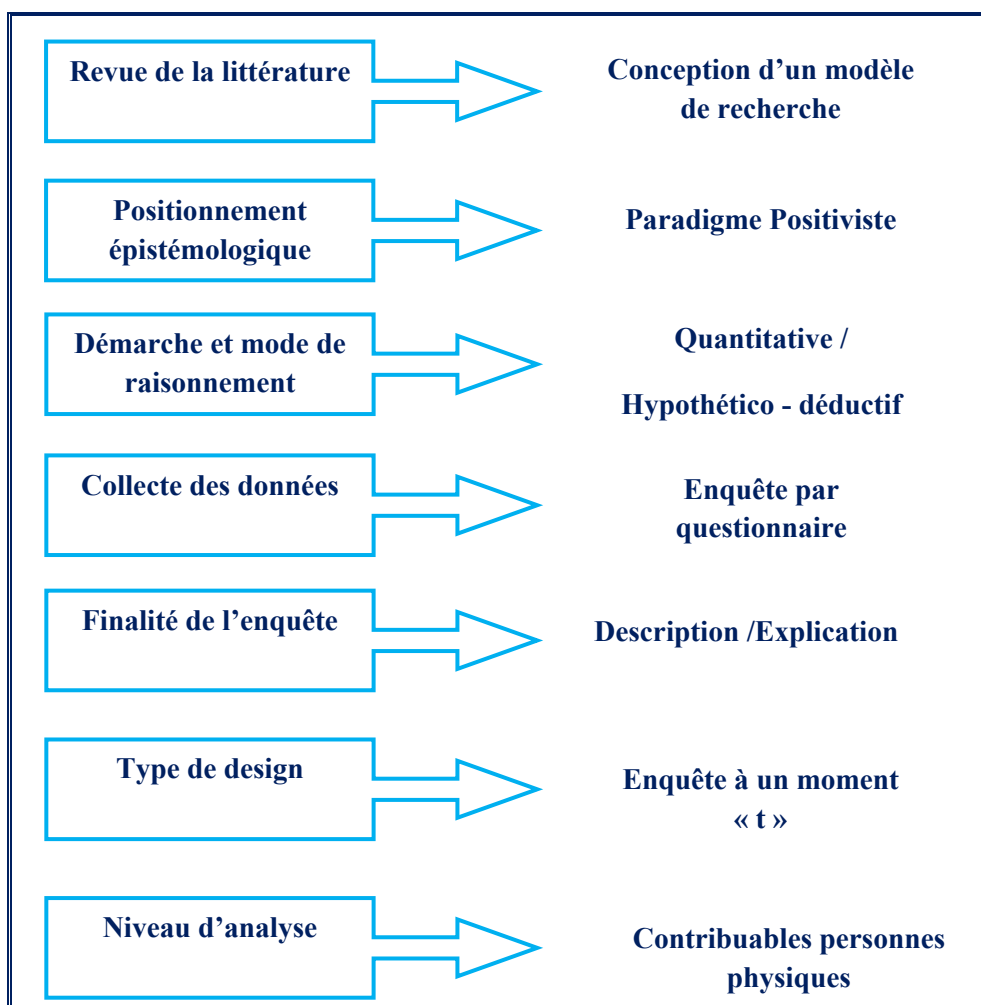 Revue de la littérature
Conception d’un modèle
de recherche
Positionnement
épistémologique
Paradigme Positiviste
Démarche et mode de
raisonnement
Quantitative /
Hypothético - déductif
Collecte des données
Enquête par
questionnaire
Finalité de l’enquête
Description /Explication
Type de design
Enquête à un moment
« t »
Niveau d’analyse
Contribuables personnes
physiques